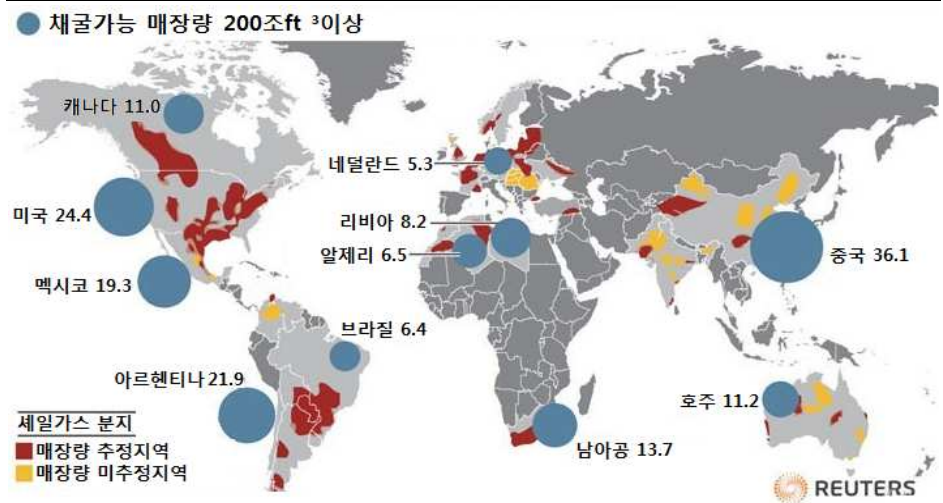 채굴가능 매장량 200조ft ³이상
캐나다 11.0
네덜란드 5.3
미국 24.4
리비아 8.2
알제리 6.5
중국 36.1
멕시코 19.3
브라질 6.4
아르헨티나 21.9
호주 11.2
남아공 13.7
셰일가스 분지
매장량 추정지역
매장량 미추정지역
REUTERS